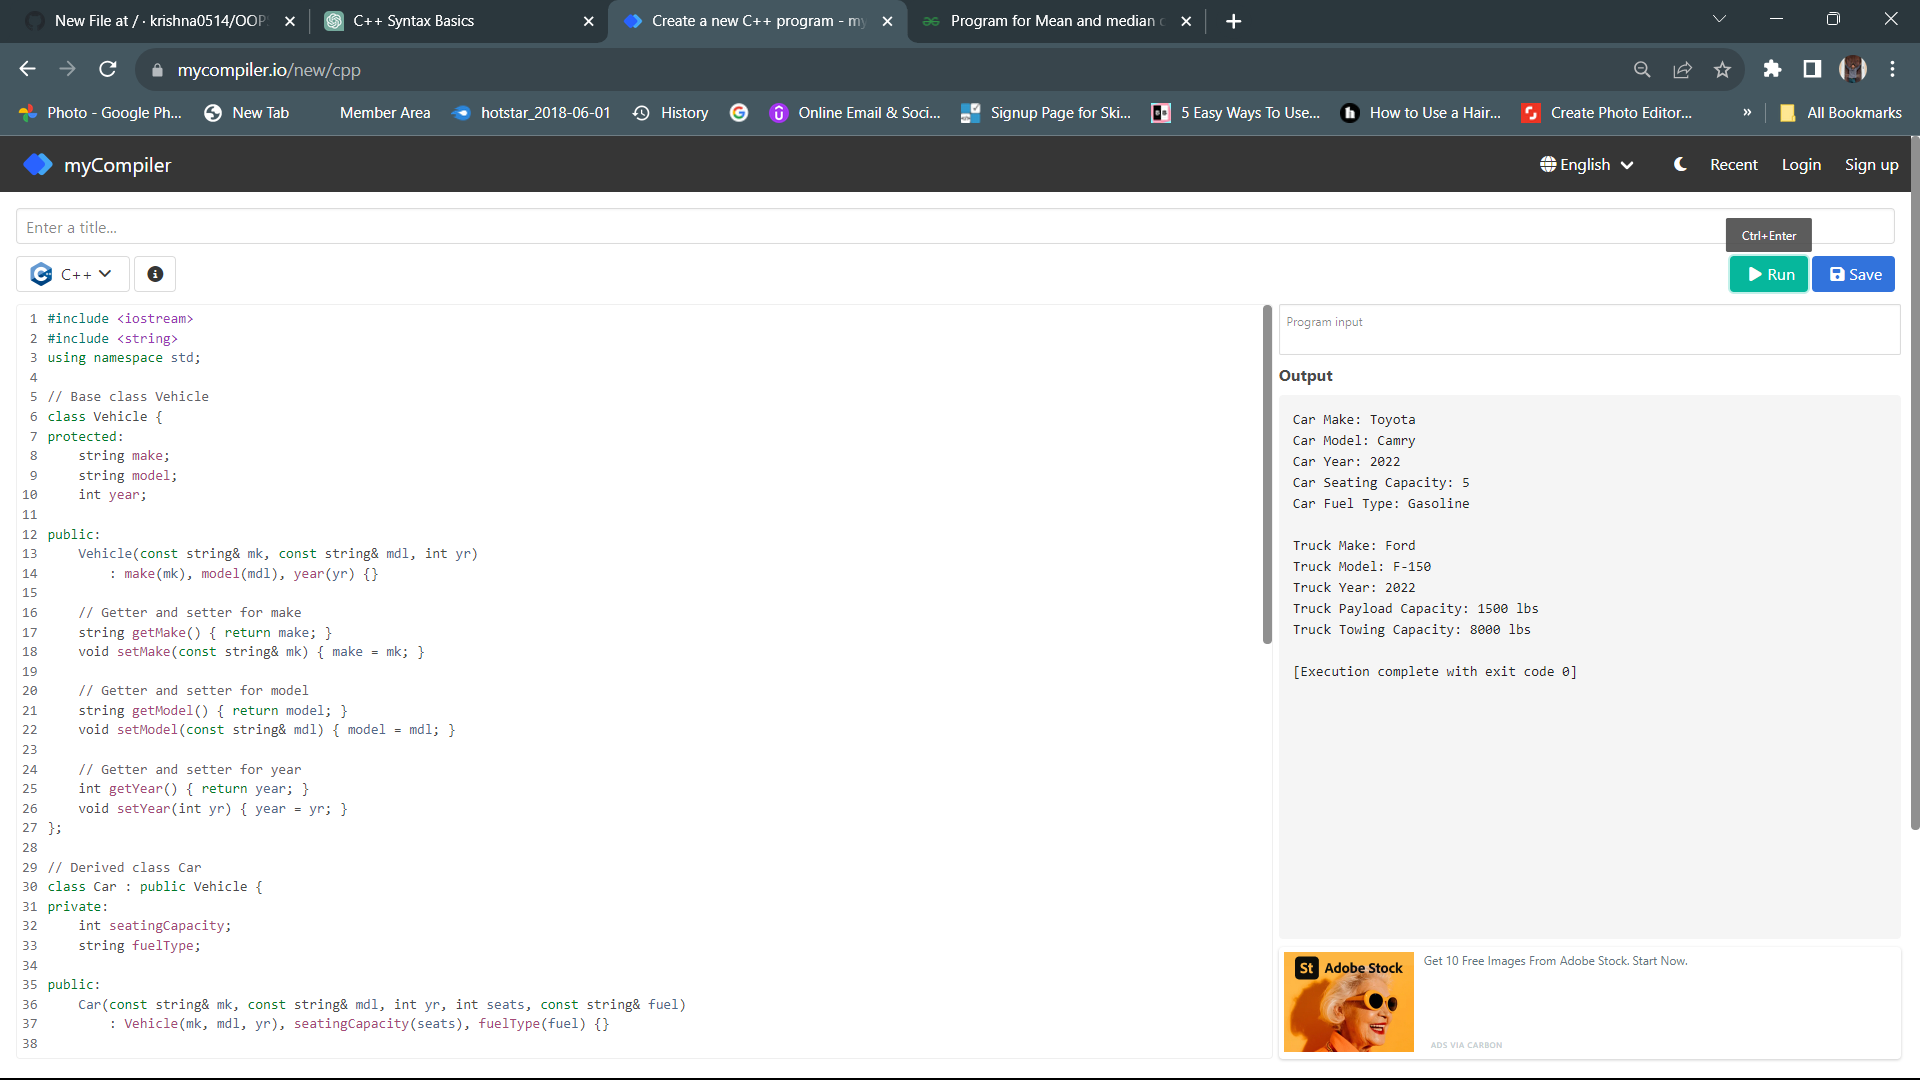 New File at / · krishna0514/OOP
C++ Syntax Basics
Create a new C++ program - my
Program for Mean and median
mycompiler.io/new/cpp
Photo - Google Ph...
New Tab
Member Area
hotstar_2018-06-01
History
Online Email & Soci...
Signup Page for Ski...
5 Easy Ways To Use...
How to Use a Hair...
Create Photo Editor...
»
All Bookmarks
myCompiler
English
Recent
Login
Sign up
Enter a title...
Ctrl+Enter
C++
Run
Save
1 #include <iostream>
2 #include <string>
3 using namespace std;
4
5 // Base class Vehicle
6 class Vehicle {
7 protected:
8     string make;
9     string model;
10     int year;
11
12 public:
13     Vehicle(const string& mk, const string& mdl, int yr)
14         : make(mk), model(mdl), year(yr) {}
15
16     // Getter and setter for make
17     string getMake() { return make; }
18     void setMake(const string& mk) { make = mk; }
19
20     // Getter and setter for model
21     string getModel() { return model; }
22     void setModel(const string& mdl) { model = mdl; }
23
24     // Getter and setter for year
25     int getYear() { return year; }
26     void setYear(int yr) { year = yr; }
27 };
28
29 // Derived class Car
30 class Car : public Vehicle {
31 private:
32     int seatingCapacity;
33     string fuelType;
34
35 public:
36     Car(const string& mk, const string& mdl, int yr, int seats, const string& fuel)
37         : Vehicle(mk, mdl, yr), seatingCapacity(seats), fuelType(fuel) {}
38
Program input
Output
Car Make: Toyota
Car Model: Camry
Car Year: 2022
Car Seating Capacity: 5
Car Fuel Type: Gasoline
Truck Make: Ford
Truck Model: F-150
Truck Year: 2022
Truck Payload Capacity: 1500 lbs
Truck Towing Capacity: 8000 lbs
[Execution complete with exit code 0]
St Adobe Stock
Get 10 Free Images From Adobe Stock. Start Now.
ADS VIA CARBON